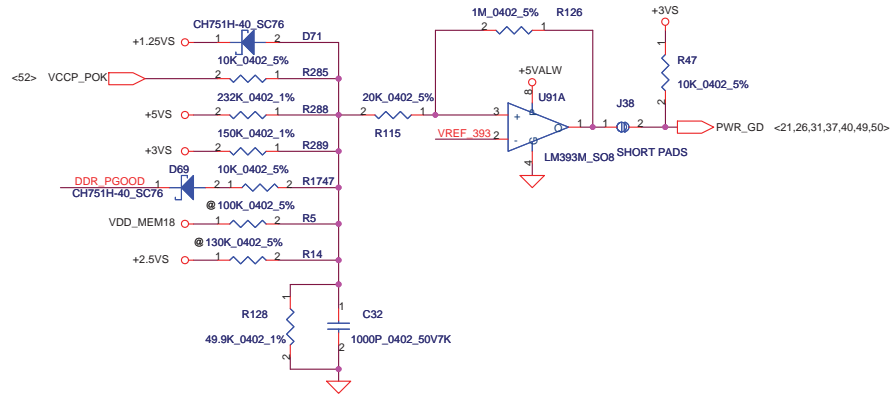 CH751H-40_SC76
+1.25VS 1 2 D71
10K_0402_5%
<52> VCCP_POK 2 1 R285
232K_0402_1%
+5VS 1 2 R288
150K_0402_1%
+3VS 1 2 R289
D69
DDR_PGOOD 1 2 1 2 R1747
CH751H-40_SC76 10K_0402_5%
@ 100K_0402_5%
VDD_MEM18 1 2 R5
@ 130K_0402_5%
+2.5VS 1 2 R14
1
R128
49.9K_0402_1%
2
1
C32
1000P_0402_50V7K
2
1M_0402_5% R126
2 1
20K_0402_5%
2 1
R115
+5VALW
8
U91A
3 +
VREF_393 2 -
O 1
P
G
4
LM393M_SO8
J38
1 2
SHORT PADS
+3VS
1
R47
10K_0402_5%
2
PWR_GD <21,26,31,37,40,49,50>